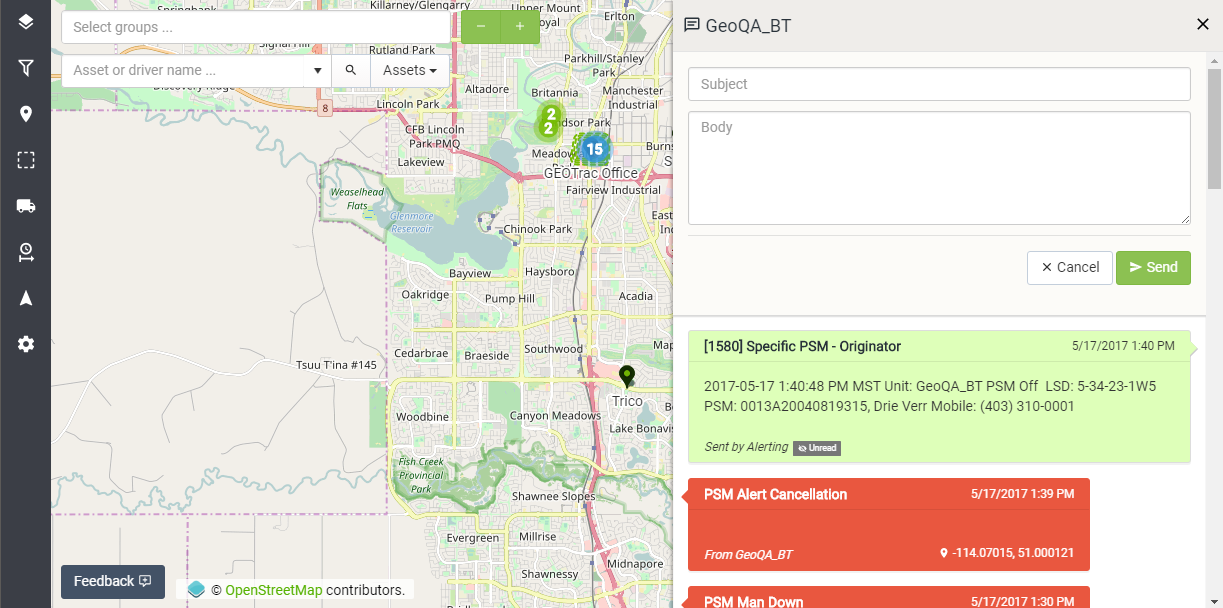 Springbank
Killarney/Glengarry
Upper Mount
Royal
Erlton
Select groups ...
−
+
Signal Hill
Rutland Park
Parkhill/Stanley
Park
Asset or driver name ...
Assets
Discovery Ridge
Altadore
Britannia
Manchester
Industrial
8
Lincoln Park
2
2
Windsor Park
CFB Lincoln
Park PMQ
15
Lakeview
GEOTrac Office
Fairview Industrial
Weaselhead
Flats
Glenmore
Reservoir
Chinook Park
East
Bayview
Haysboro
Oakridge
Pump Hill
Acadia
Cedarbrae
Braeside
Southwood
Map
Tsuu T'ina #145
Trico
Woodbine
Canyon Meadows
Lake Bonavis
Fish Creek
Provincial
Park
Shawnee Slopes
Evergreen
Millrise
Midnapore
Shawnessy
Feedback
© OpenStreetMap contributors.
GeoQA_BT
Subject
Body
Cancel
Send
[1580] Specific PSM - Originator
5/17/2017 1:40 PM
2017-05-17 1:40:48 PM MST Unit: GeoQA_BT PSM Off LSD: 5-34-23-1W5
PSM: 0013A20040819315, Drie Verr Mobile: (403) 310-0001
Sent by Alerting
Unread
PSM Alert Cancellation
5/17/2017 1:39 PM
From GeoQA_BT
-114.07015, 51.000121
PSM Man Down
5/17/2017 1:30 PM